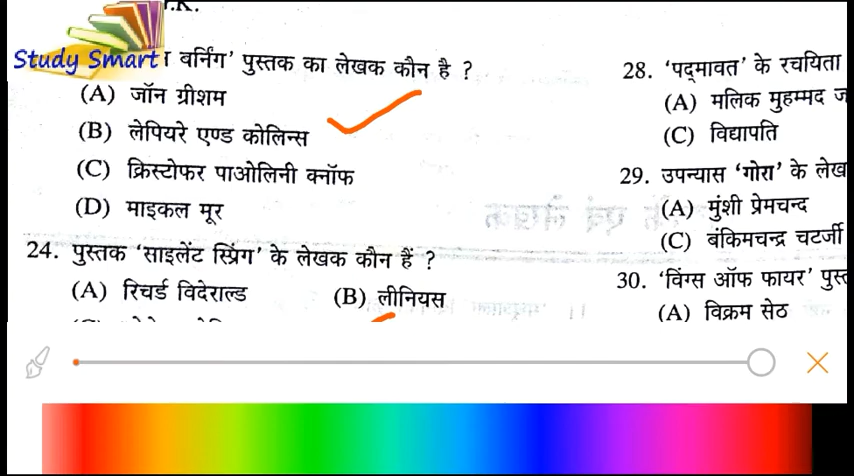 .K.
Study Smart
बर्निंग’ पुस्तक का लेखक कौन है ?
(A) जॉन ग्रीशम
(B) लेपियरे एण्ड कोलिन्स
(C) क्रिस्टोफर पाओलिनी क्नॉफ
(D) माइकल मूर
24. पुस्तक ‘साइलेंट स्प्रिंग’ के लेखक कौन हैं ?
(A) रिचर्ड विदेराल्ड (B) लीनियस
28. ‘पद्मावत’ के रचयिता
(A) मलिक मुहम्मद
(C) विद्यापति
29. उपन्यास ‘गोरा’ के लेख
(A) मुंशी प्रेमचन्द
(C) बंकिमचन्द्र चटर्जी
30. ‘विंग्स ऑफ फायर’ पुस्त
(A) विक्रम सेठ